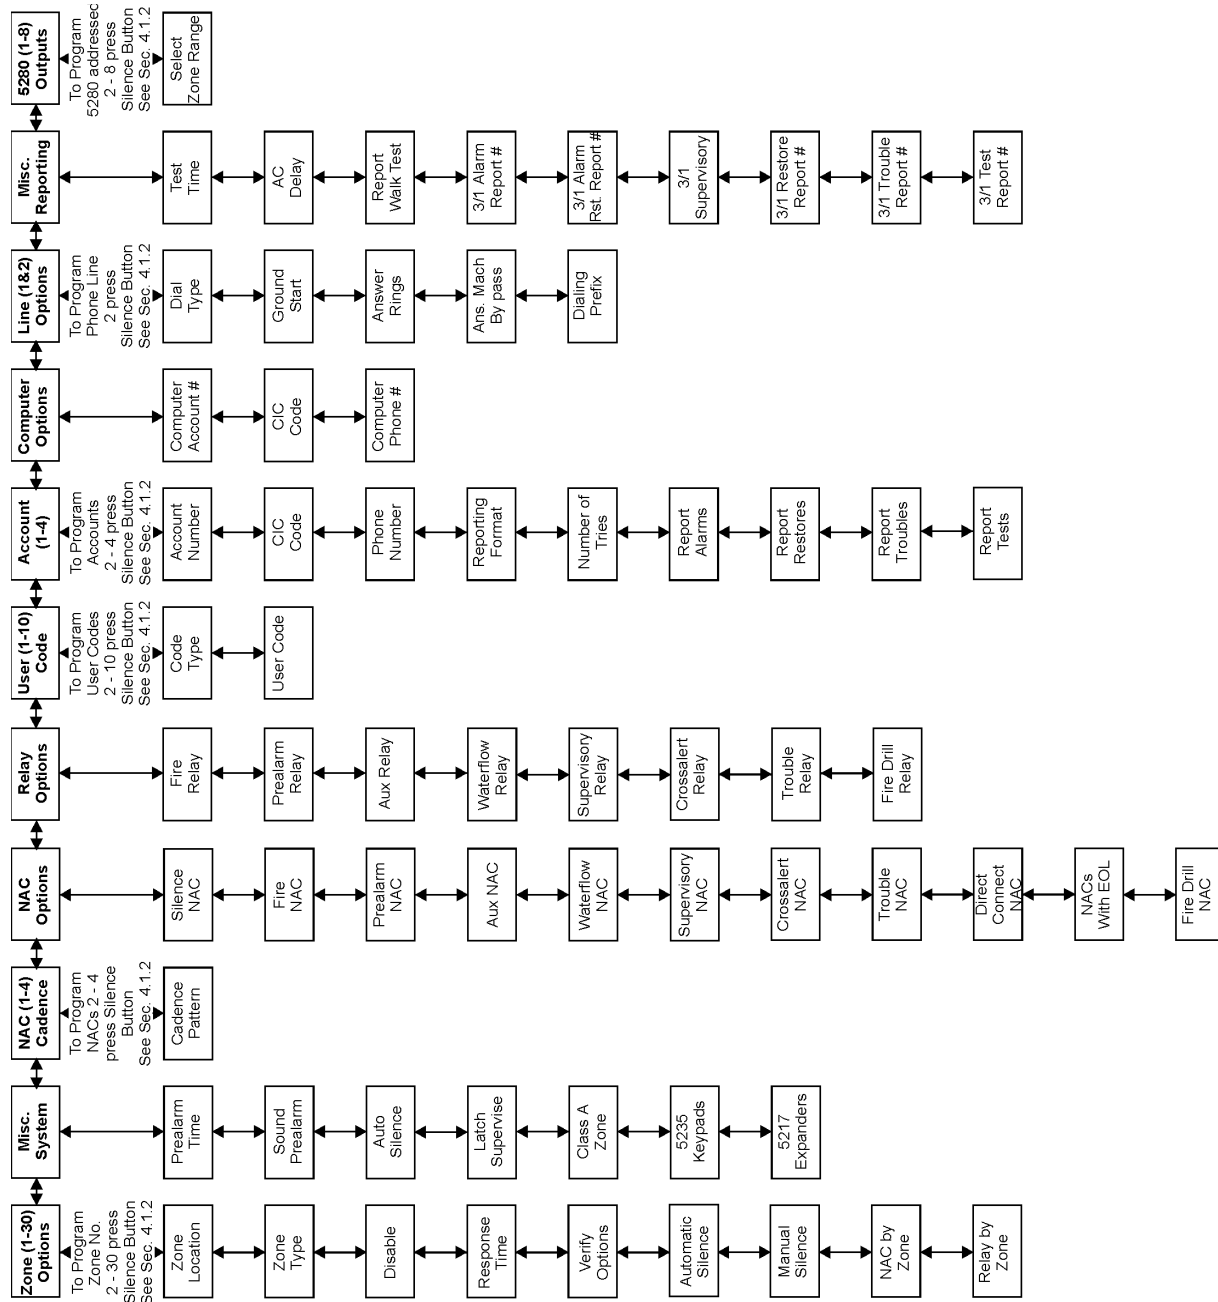 Zone (1-30)
Options
To Program
Zone No.
2 - 30 press
Silence Button
See Sec. 4.1.2
Zone
Location
Zone
Type
Disable
Response
Time
Verify
Options
Automatic
Silence
Manual
Silence
NAC by
Zone
Relay by
Zone
Misc.
System
Prealarm
Time
Sound
Prealarm
Auto
Silence
Latch
Supervise
Class A
Zone
5235
Keypads
5217
Expanders
NAC (1-4)
Cadence
To Program
NACs 2 - 4
press Silence
Button
See Sec. 4.1.2
Cadence
Pattern
NAC
Options
Silence
NAC
Fire
NAC
Prealarm
NAC
Aux NAC
Waterflow
NAC
Supervisory
NAC
Crossalert
NAC
Trouble
NAC
Direct
Connect
NAC
NACs
With EOL
Fire Drill
NAC
Relay
Options
Fire
Relay
Prealarm
Relay
Aux Relay
Waterflow
Relay
Supervisory
Relay
Crossalert
Relay
Trouble
Relay
Fire Drill
Relay
User (1-10)
Code
To Program
User Codes
2 - 10 press
Silence Button
See Sec. 4.1.2
Code
Type
User Code
Account
(1-4)
To Program
Accounts
2 - 4 press
Silence Button
See Sec. 4.1.2
Account
Number
CIC
Code
Phone
Number
Reporting
Format
Number of
Tries
Report
Alarms
Report
Restores
Report
Troubles
Report
Tests
Computer
Options
Computer
Account #
CIC
Code
Computer
Phone #
Line (1&2)
Options
To Program
Phone Line
2 press
Silence Button
See Sec. 4.1.2
Dial
Type
Ground
Start
Answer
Rings
Ans. Mach
By pass
Dialing
Prefix
Misc.
Reporting
Test
Time
AC
Delay
Report
Walk Test
3/1 Alarm
Report #
3/1 Alarm
Rst. Report #
3/1
Supervisory
3/1 Restore
Report #
3/1 Trouble
Report #
3/1 Test
Report #
5280 (1-8)
Outputs
To Program
5280 addressed
2 - 8 press
Silence Button
See Sec. 4.1.2
Select
Zone Range